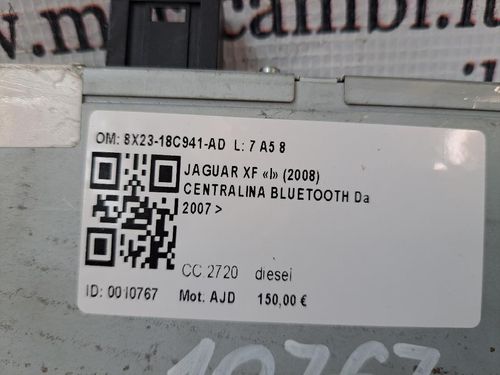 OM: 8X23-18C941-AD L: 7 A5 8
JAGUAR XF «I» (2008)
CENTRALINA BLUETOOTH Da
2007 >
CC 2720 diesel
ID: 0010767 Mot. AJD 150,00 €
10767